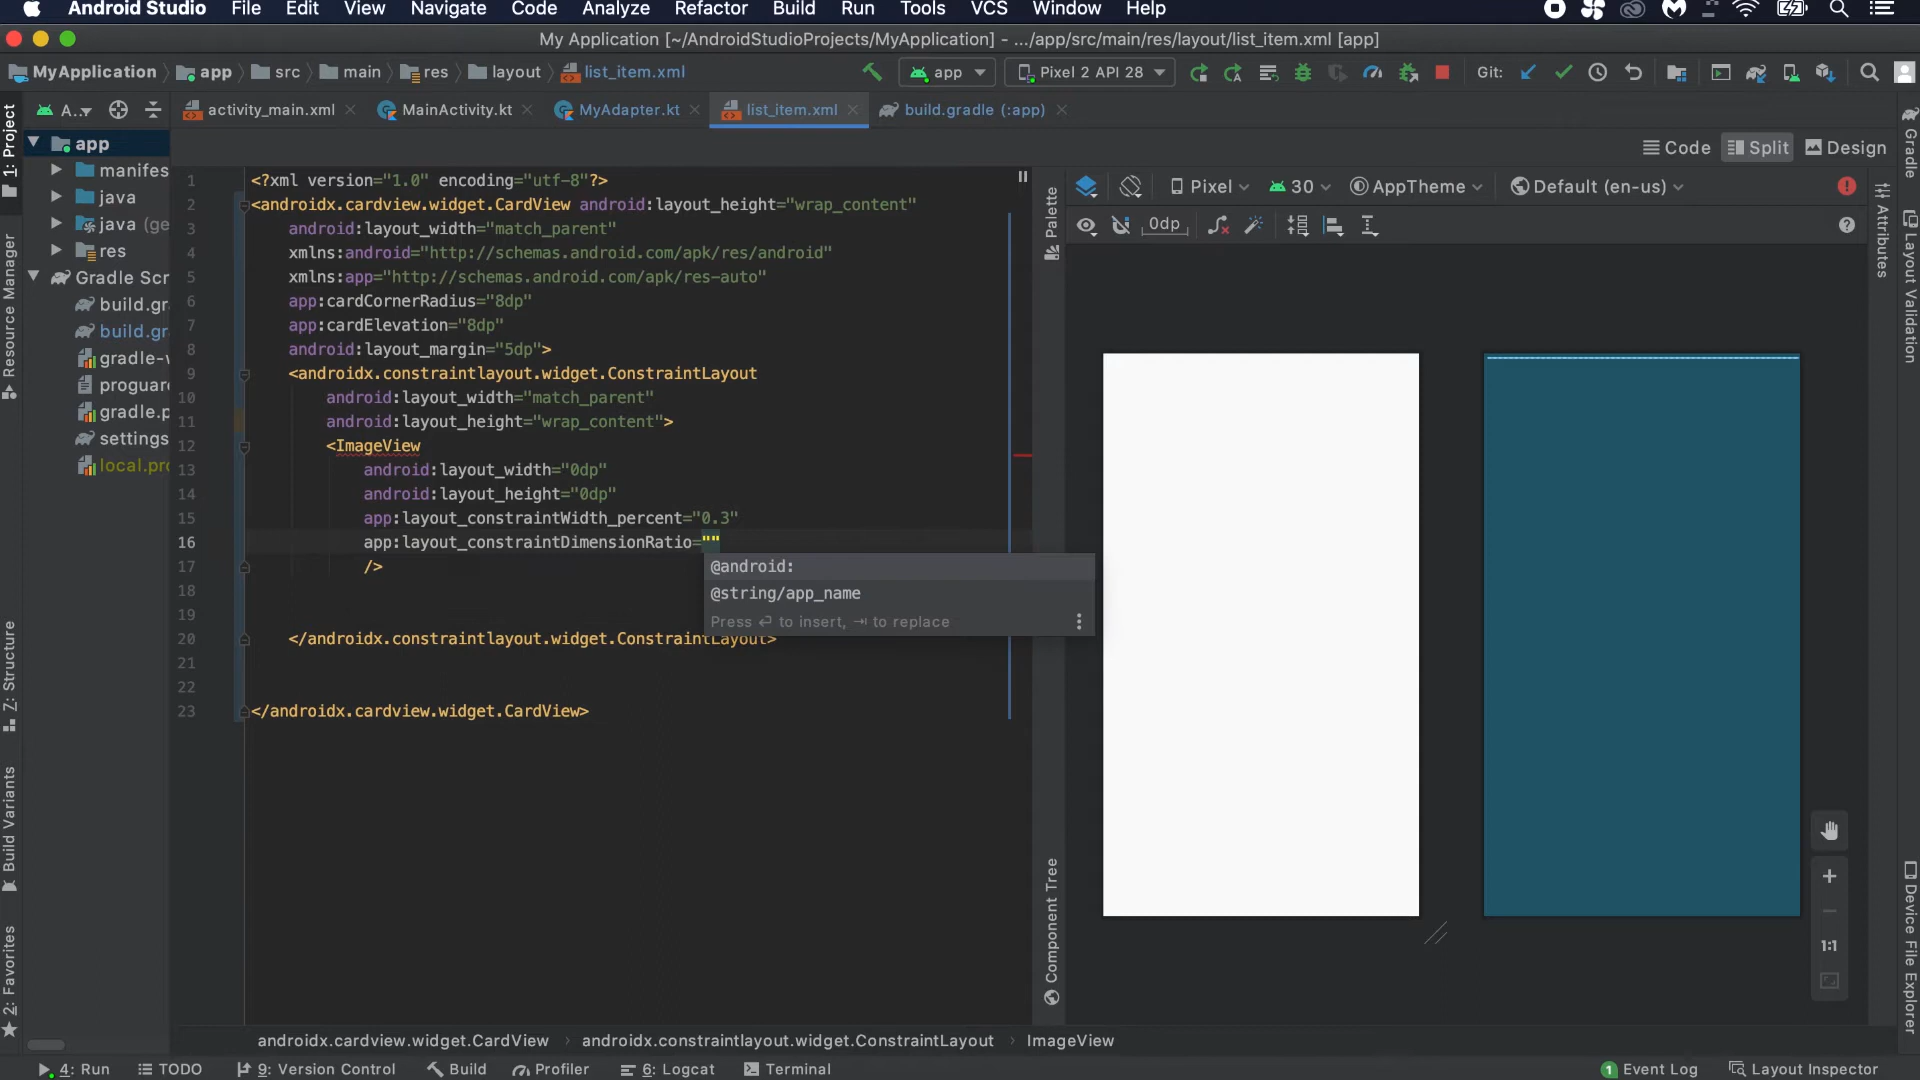 Android Studio File Edit View Navigate Code Analyze Refactor Build Run Tools VCS Window Help
My Application [~/AndroidStudioProjects/MyApplication] - .../app/src/main/res/layout/list_item.xml [app]
MyApplication app src main res layout list_item.xml app Pixel 2 API 28 Git:
A.. activity_main.xml MainActivity.kt MyAdapter.kt list_item.xml build.gradle (:app)
Code Split Design
1: Project
Resource Manager
Z: Structure
Build Variants
2: Favorites
app
manifes
java
java (ge
res
Gradle Scr
build.gr
build.gr
gradle-w
proguar
gradle.p
settings
local.pro
1 <?xml version="1.0" encoding="utf-8"?>
2 <androidx.cardview.widget.CardView android:layout_height="wrap_content"
3 android:layout_width="match_parent"
4 xmlns:android="http://schemas.android.com/apk/res/android"
5 xmlns:app="http://schemas.android.com/apk/res-auto"
6 app:cardCornerRadius="8dp"
7 app:cardElevation="8dp"
8 android:layout_margin="5dp">
9 <androidx.constraintlayout.widget.ConstraintLayout
10 android:layout_width="match_parent"
11 android:layout_height="wrap_content">
12 <ImageView
13 android:layout_width="0dp"
14 android:layout_height="0dp"
15 app:layout_constraintWidth_percent="0.3"
16 app:layout_constraintDimensionRatio=""
17 />
18
19
20 </androidx.constraintlayout.widget.ConstraintLayout>
21
22
23 </androidx.cardview.widget.CardView>
@android:
@string/app_name
Press ↵ to insert, ⇥ to replace
Palette
Component Tree
Pixel 30 AppTheme Default (en-us)
0dp
1:1
Gradle
Attributes
Layout Validation
Device File Explorer
androidx.cardview.widget.CardView › androidx.constraintlayout.widget.ConstraintLayout › ImageView
4: Run TODO 9: Version Control Build Profiler 6: Logcat Terminal 1 Event Log Layout Inspector